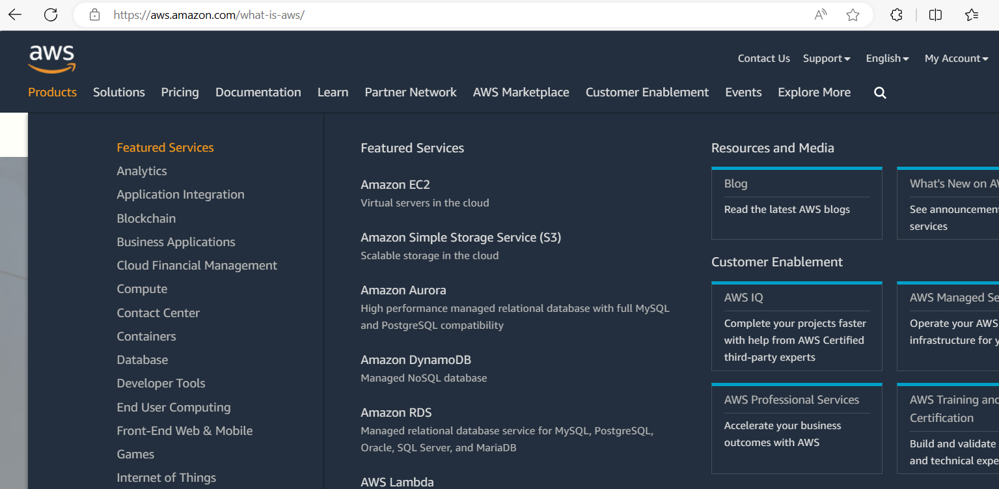 https://aws.amazon.com/what-is-aws/
aws
Contact Us Support English My Account
Products Solutions Pricing Documentation Learn Partner Network AWS Marketplace Customer Enablement Events Explore More
Featured Services
Analytics
Application Integration
Blockchain
Business Applications
Cloud Financial Management
Compute
Contact Center
Containers
Database
Developer Tools
End User Computing
Front-End Web & Mobile
Games
Internet of Things
Featured Services
Amazon EC2
Virtual servers in the cloud
Amazon Simple Storage Service (S3)
Scalable storage in the cloud
Amazon Aurora
High performance managed relational database with full MySQL
and PostgreSQL compatibility
Amazon DynamoDB
Managed NoSQL database
Amazon RDS
Managed relational database service for MySQL, PostgreSQL,
Oracle, SQL Server, and MariaDB
AWS Lambda
Resources and Media
Blog
Read the latest AWS blogs
What's New on
See
services
Customer Enablement
AWS IQ
Complete your projects faster
with help from AWS Certified
third-party experts
AWS Managed
Operate your AWS
infrastructure for
AWS Professional Services
Accelerate your business
outcomes with AWS
AWS Training and
Certification
Build and validate
and technical